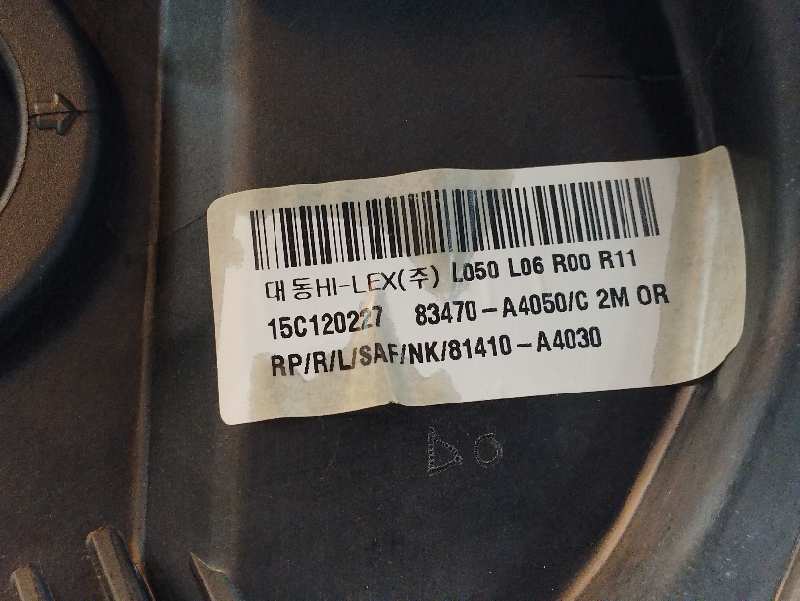 대동HI-LEX(주) L050 L06 R00 R11
15C120227 83470-A4050/C 2M OR
RP/R/L/SAF/NK/81410-A4030